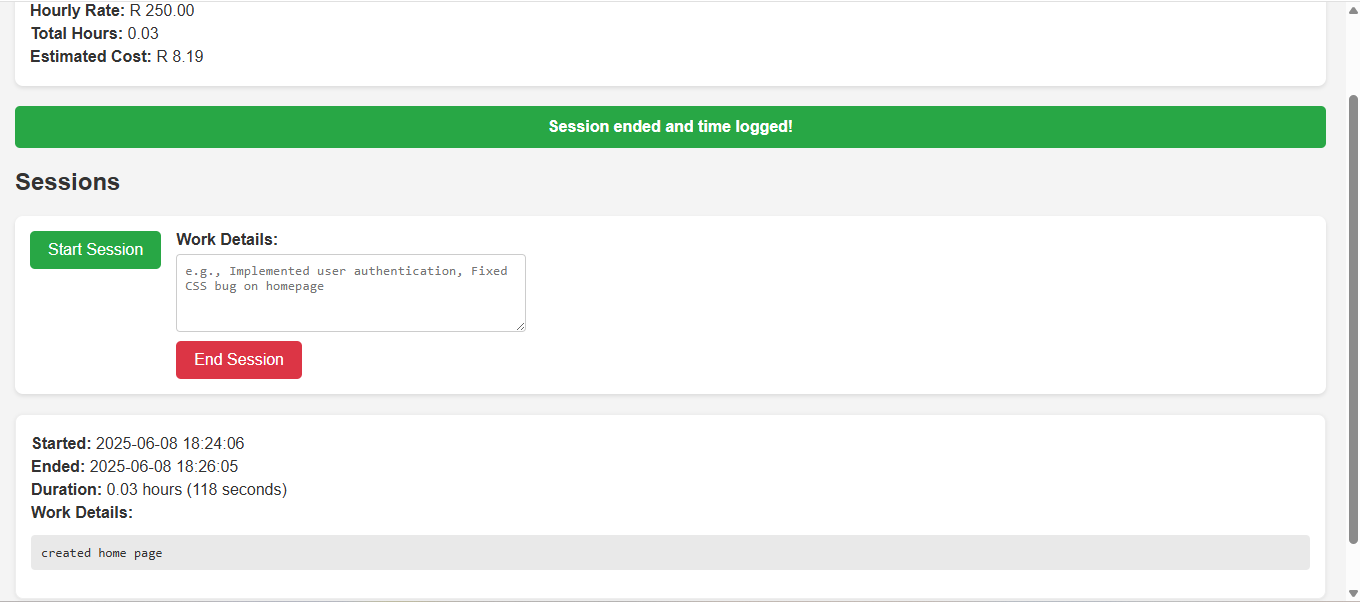 Hourly Rate: R 250.00
Total Hours: 0.03
Estimated Cost: R 8.19
Session ended and time logged!
Sessions
Start Session
Work Details:
e.g., Implemented user authentication, Fixed
CSS bug on homepage
End Session
Started: 2025-06-08 18:24:06
Ended: 2025-06-08 18:26:05
Duration: 0.03 hours (118 seconds)
Work Details:
created home page